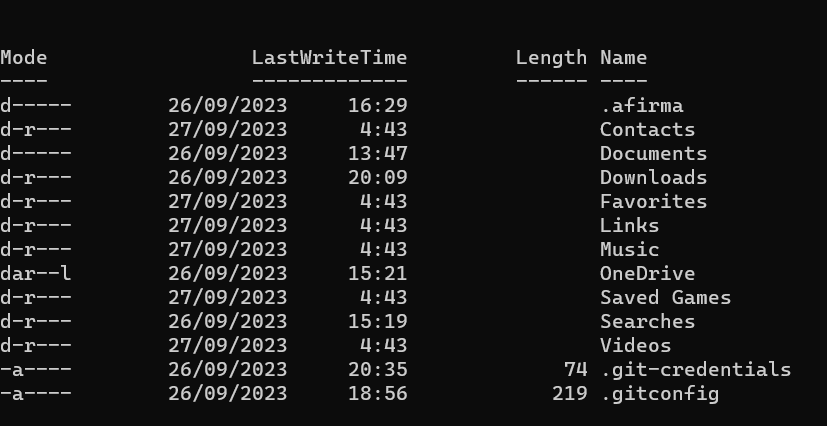 Mode                 LastWriteTime         Length Name
----                 -------------         ------ ----
d-----        26/09/2023     16:29                .afirma
d-r---        27/09/2023      4:43                Contacts
d-----        26/09/2023     13:47                Documents
d-r---        26/09/2023     20:09                Downloads
d-r---        27/09/2023      4:43                Favorites
d-r---        27/09/2023      4:43                Links
d-r---        27/09/2023      4:43                Music
dar--l        26/09/2023     15:21                OneDrive
d-r---        27/09/2023      4:43                Saved Games
d-r---        26/09/2023     15:19                Searches
d-r---        27/09/2023      4:43                Videos
-a----        26/09/2023     20:35             74 .git-credentials
-a----        26/09/2023     18:56            219 .gitconfig